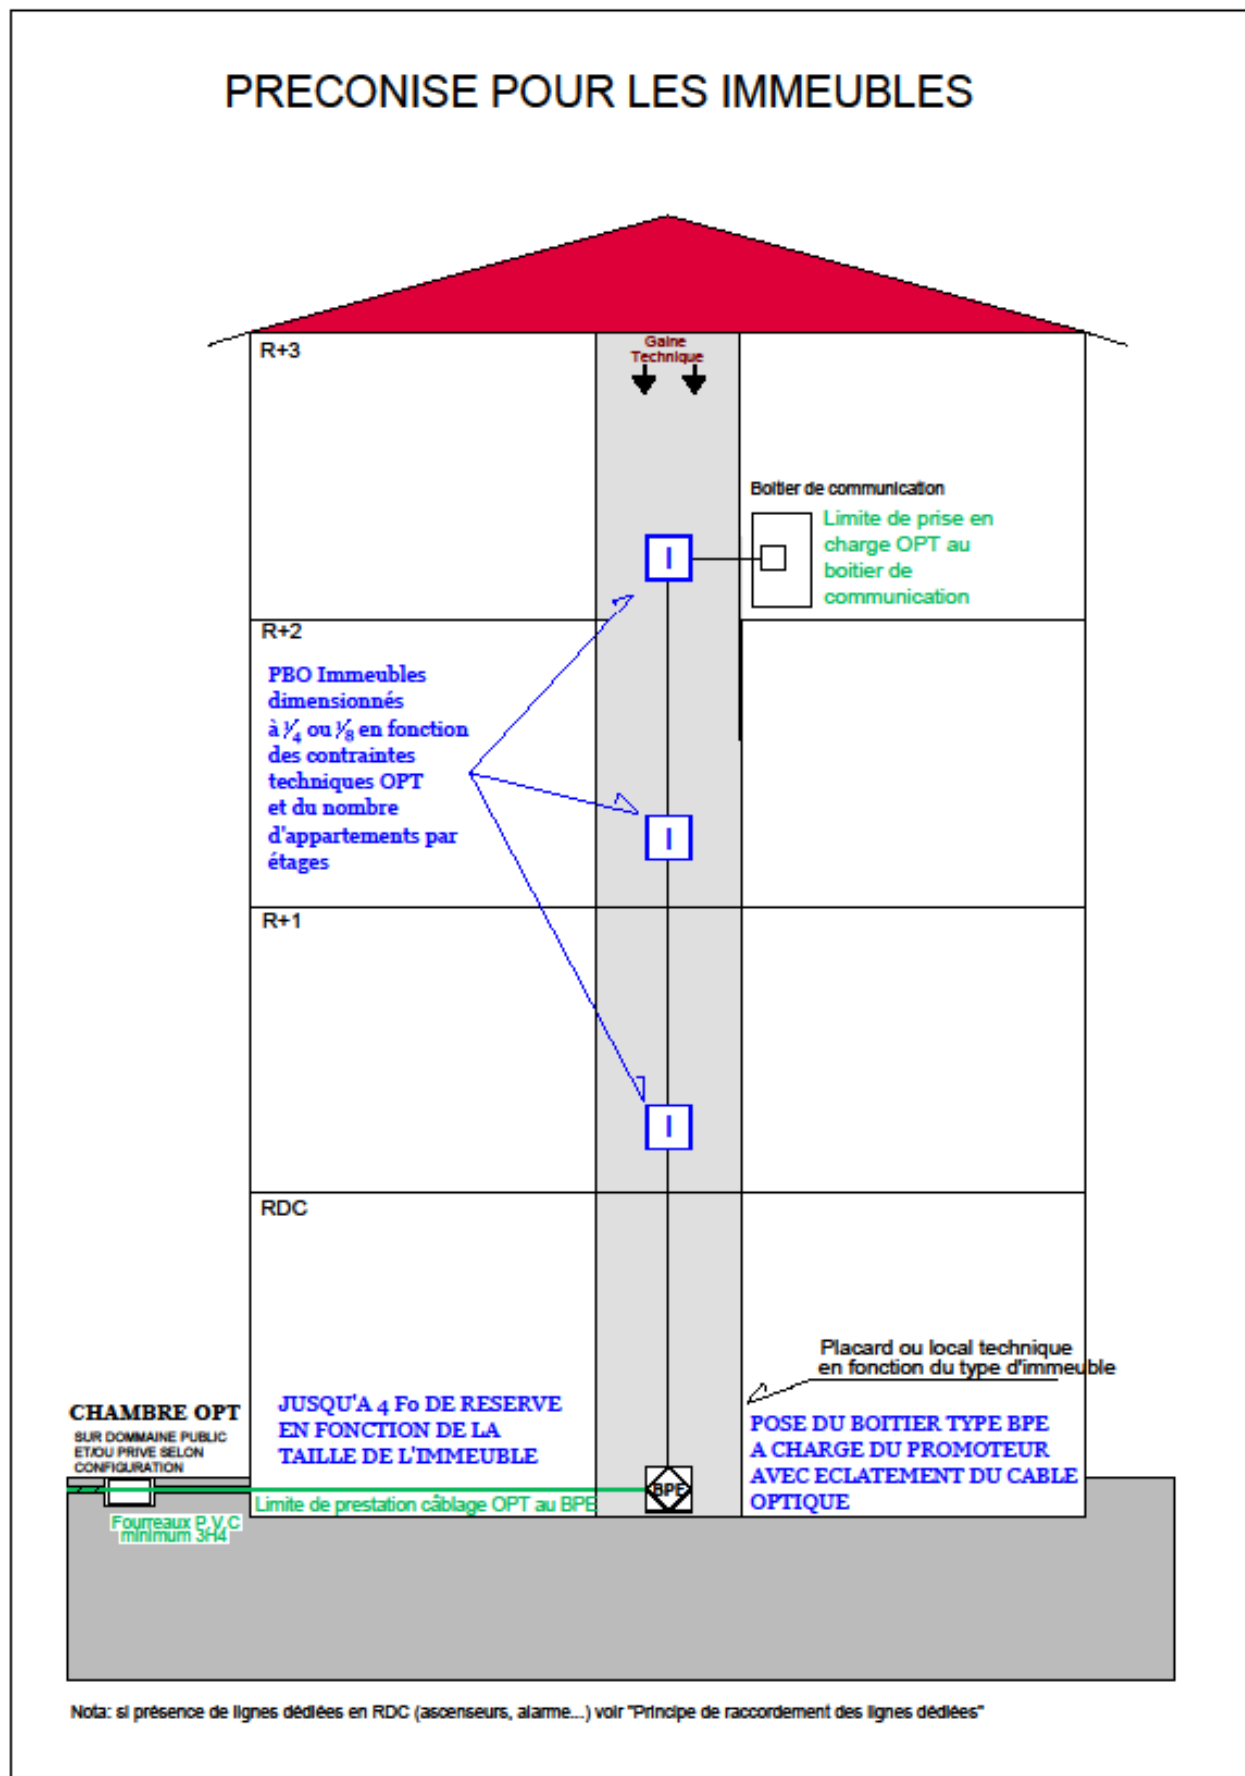 PRECONISE POUR LES IMMEUBLES
R+3
Gaine
Technique
Boitier de communication
Limite de prise en
charge OPT au
boitier de
communication
I
R+2
PBO Immeubles
dimensionnés
à 1/4 ou 1/8 en fonction
des contraintes
techniques OPT
et du nombre
d'appartements par
étages
I
R+1
I
RDC
Placard ou local technique
en fonction du type d'immeuble
JUSQU'A 4 Fo DE RESERVE
EN FONCTION DE LA
TAILLE DE L'IMMEUBLE
POSE DU BOITIER TYPE BPE
A CHARGE DU PROMOTEUR
AVEC ECLATEMENT DU CABLE
OPTIQUE
CHAMBRE OPT
SUR DOMMAINE PUBLIC
ET/OU PRIVE SELON
CONFIGURATION
BPE
Limite de prestation câblage OPT au BPE
Fourreaux P.V.C
minimum 3H4
Nota: si présence de lignes dédiées en RDC (ascenseurs, alarme...) voir "Principe de raccordement des lignes dédiées"